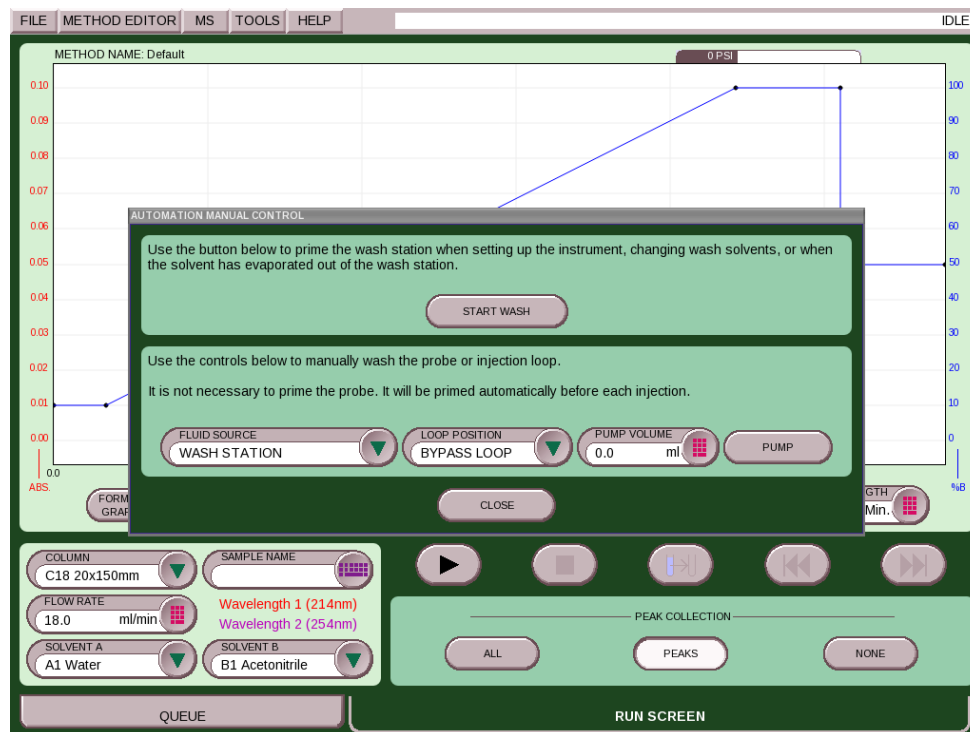 FILE METHOD EDITOR MS TOOLS HELP IDLE
METHOD NAME: Default
0 PSI
0.10
0.09
0.08
0.07
0.06
0.05
0.04
0.03
0.02
0.01
0.00
ABS.
0.0
100
90
80
70
60
50
40
30
20
10
0
%B
AUTOMATION MANUAL CONTROL
Use the button below to prime the wash station when setting up the instrument, changing wash solvents, or when
the solvent has evaporated out of the wash station.
START WASH
Use the controls below to manually wash the probe or injection loop.
It is not necessary to prime the probe. It will be primed automatically before each injection.
FLUID SOURCE
WASH STATION
LOOP POSITION
BYPASS LOOP
PUMP VOLUME
0.0 ml
PUMP
CLOSE
FORM
GRAF
GTH
Min.
COLUMN
C18 20x150mm
SAMPLE NAME
FLOW RATE
18.0 ml/min
Wavelength 1 (214nm)
Wavelength 2 (254nm)
SOLVENT A
A1 Water
SOLVENT B
B1 Acetonitrile
PEAK COLLECTION
ALL
PEAKS
NONE
QUEUE
RUN SCREEN